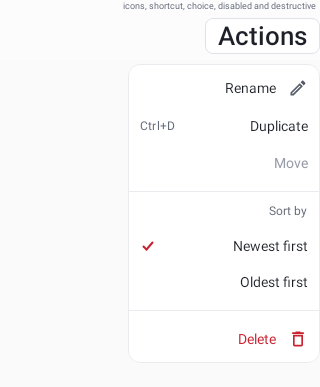 icons, shortcut, choice, disabled and destructive
Actions
Rename
Ctrl+D Duplicate
Move
Sort by
Newest first
Oldest first
Delete